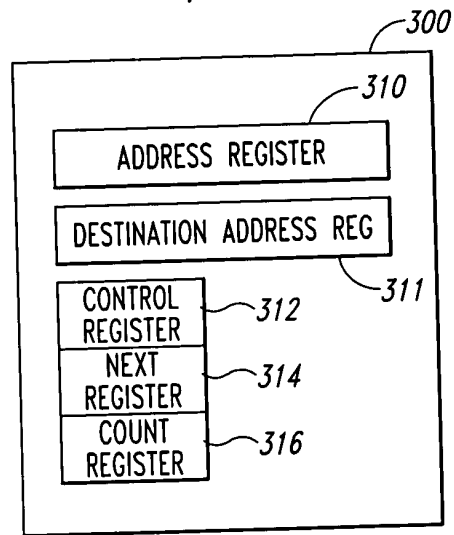 300
310
ADDRESS REGISTER
DESTINATION ADDRESS REG
311
CONTROL
REGISTER
312
NEXT
REGISTER
314
COUNT
REGISTER
316